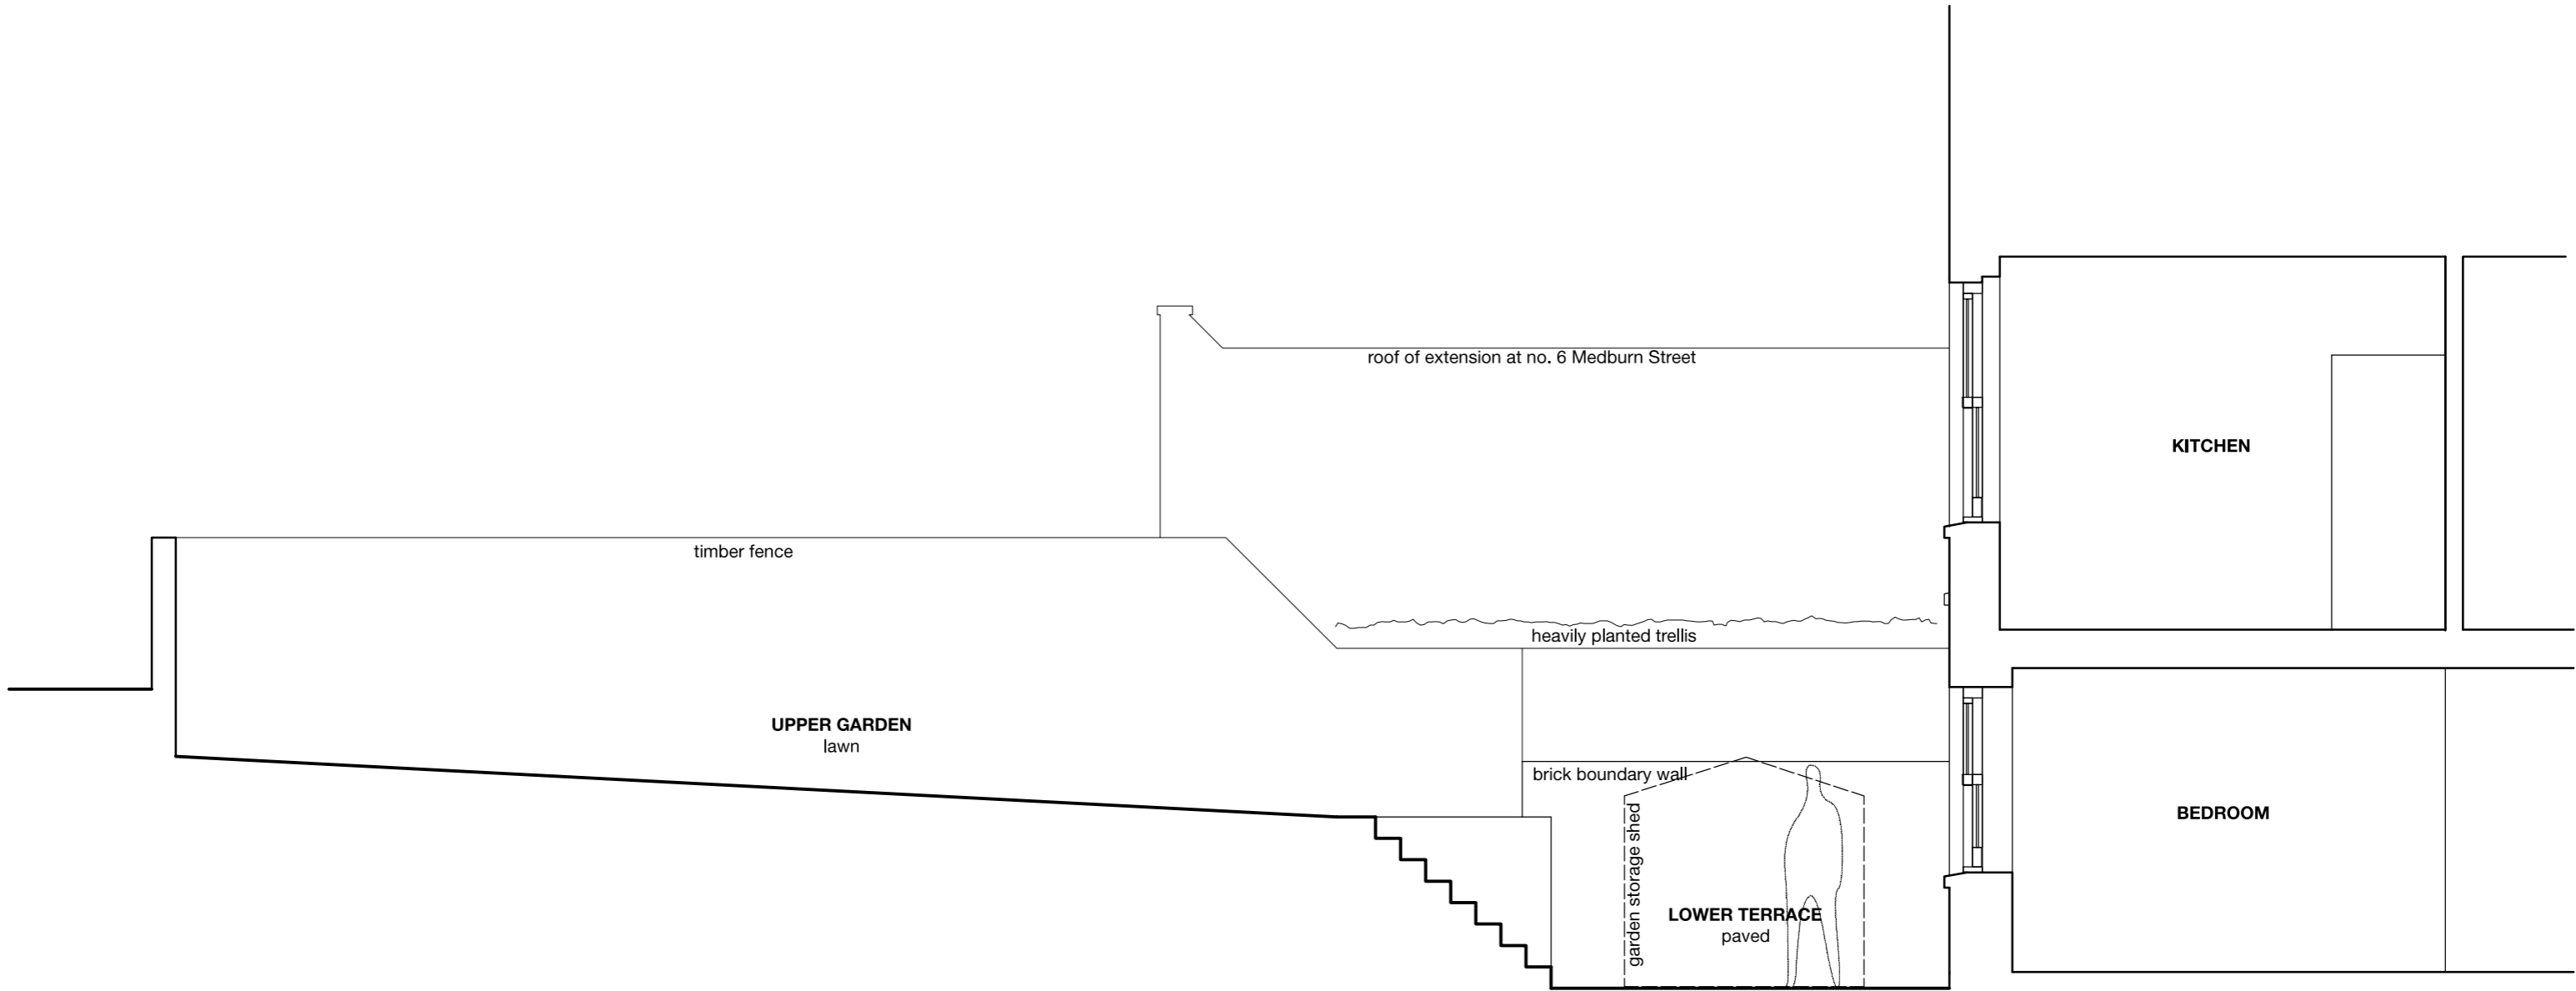 roof of extension at no. 6 Medburn Street
KITCHEN
timber fence
heavily planted trellis
UPPER GARDEN
lawn
brick boundary wall
garden storage shed
BEDROOM
LOWER TERRACE
paved